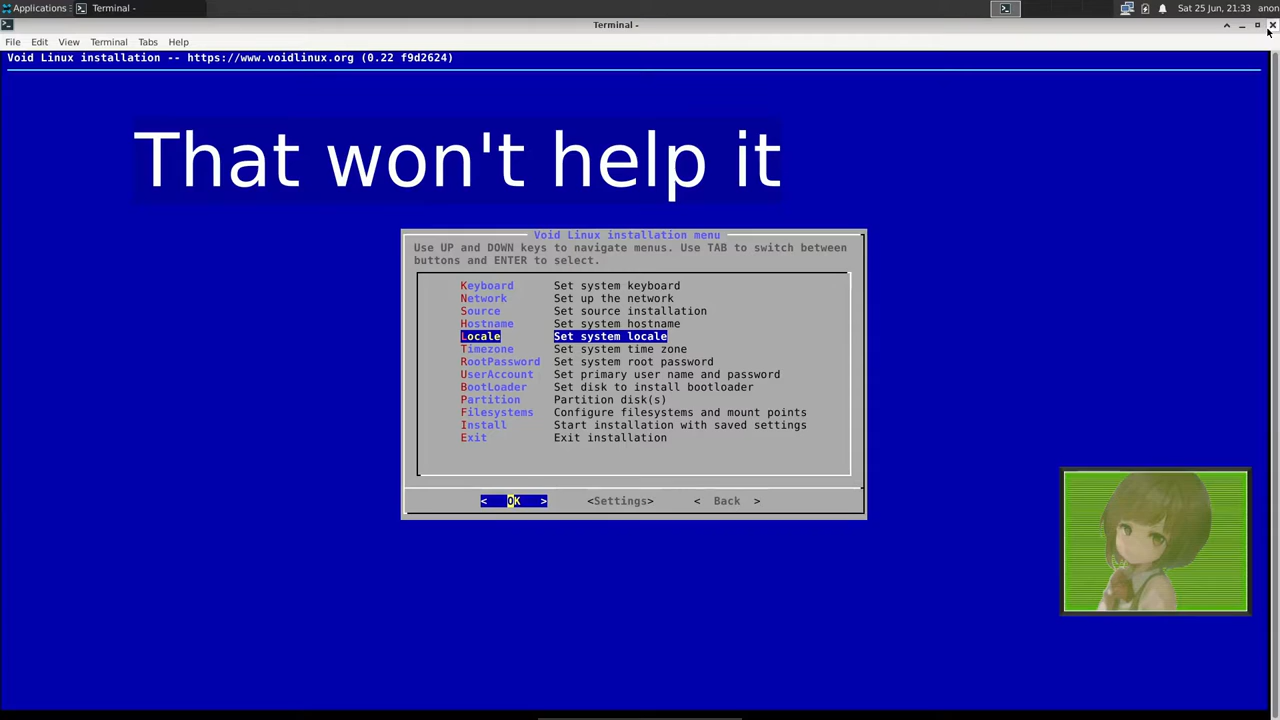 Applications
Terminal -
Sat 25 Jun, 21:33
anon
Terminal -
File Edit View Terminal Tabs Help
Void Linux installation -- https://www.voidlinux.org (0.22 f9d2624)
That won't help it
Void Linux installation menu
Use UP and DOWN keys to navigate menus. Use TAB to switch between
buttons and ENTER to select.
Keyboard Set system keyboard
Network Set up the network
Source Set source installation
Hostname Set system hostname
Locale Set system locale
Timezone Set system time zone
RootPassword Set system root password
UserAccount Set primary user name and password
BootLoader Set disk to install bootloader
Partition Partition disk(s)
Filesystems Configure filesystems and mount points
Install Start installation with saved settings
Exit Exit installation
< OK > <Settings> < Back >